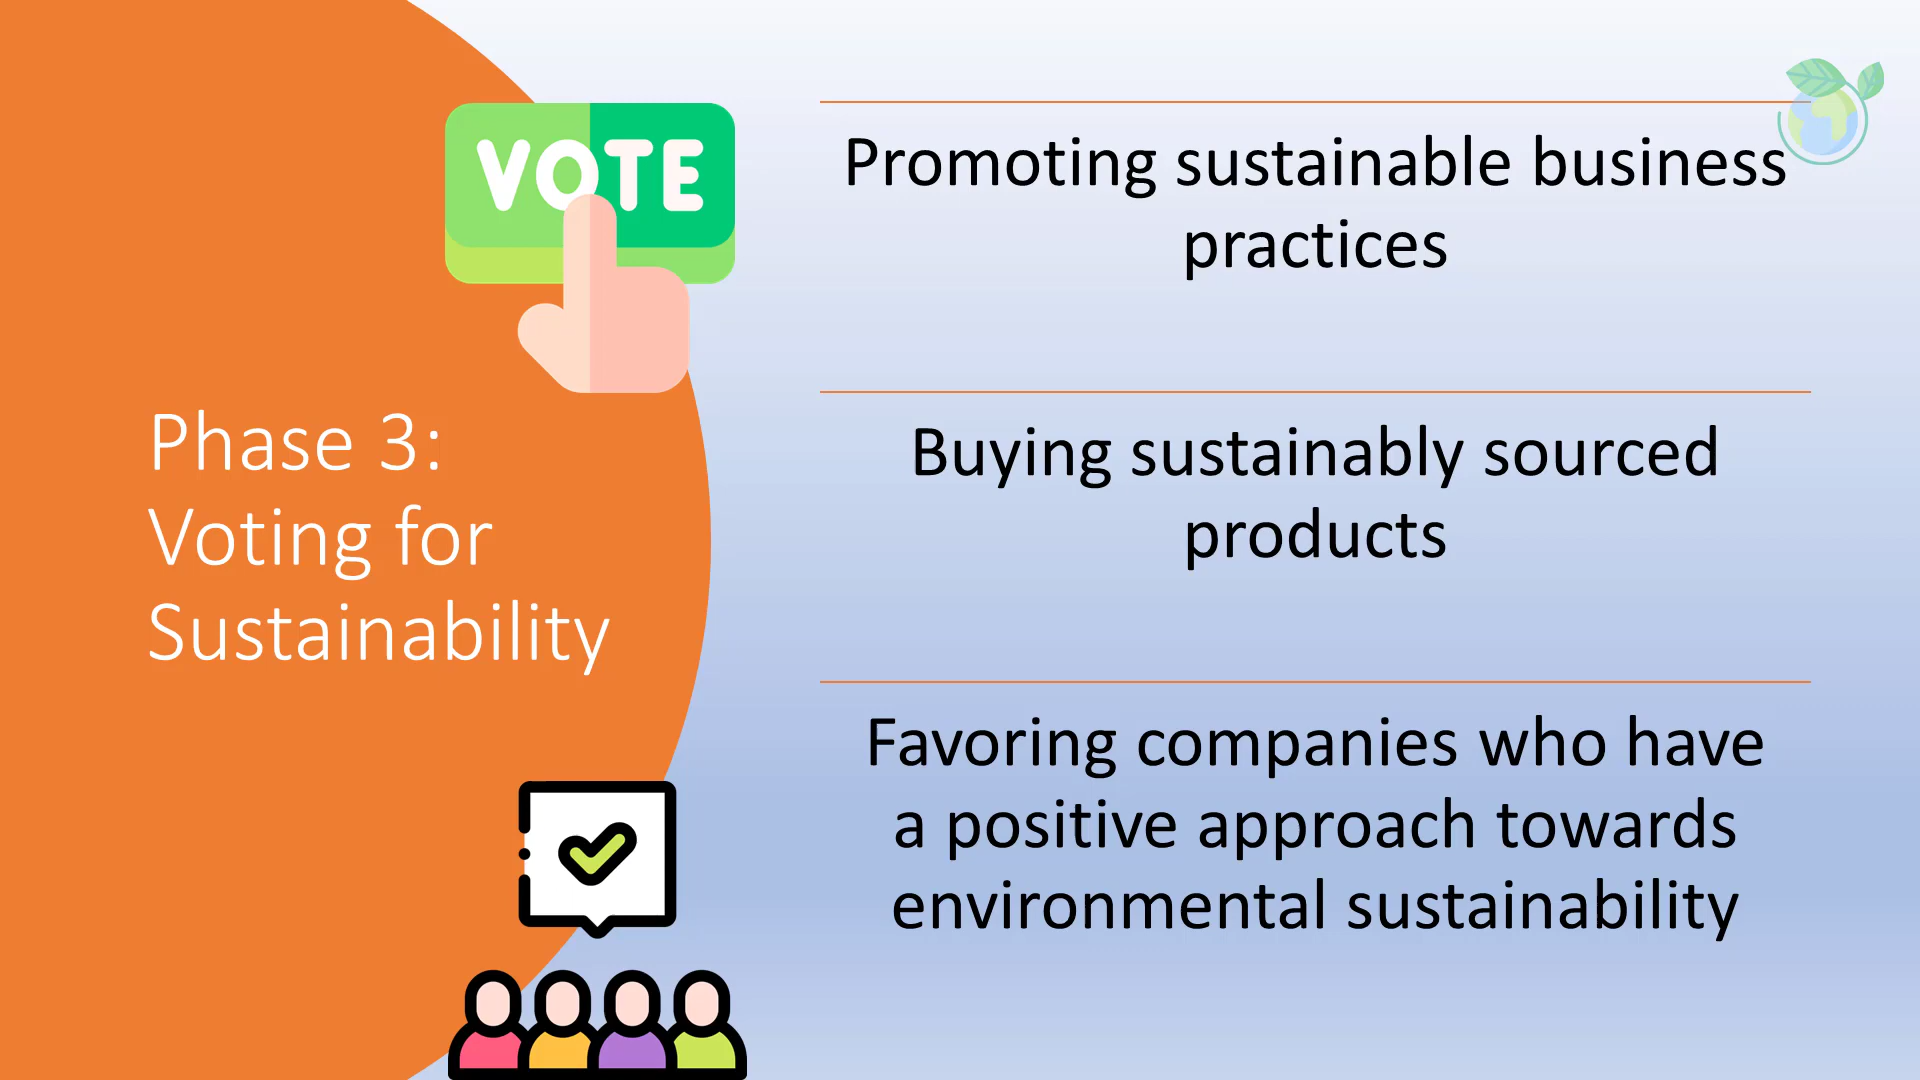 VOTE
Phase 3:
Voting for
Sustainability
Promoting sustainable business
practices
Buying sustainably sourced
products
Favoring companies who have
a positive approach towards
environmental sustainability